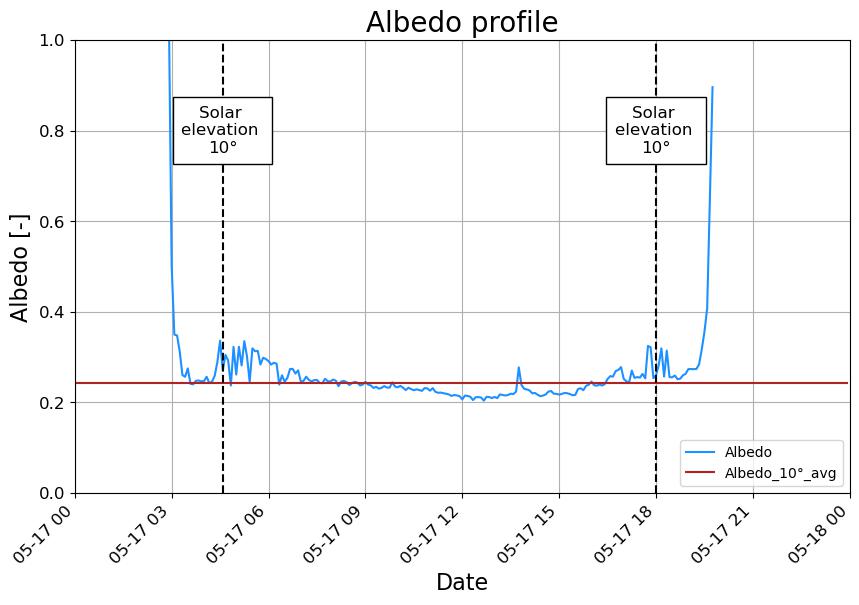 Albedo profile
1.0
0.8
0.6
0.4
0.2
0.0
Albedo [-]
Solar
elevation
10°
Solar
elevation
10°
Albedo
Albedo_10°_avg
05-17 00
05-17 03
05-17 06
05-17 09
05-17 12
05-17 15
05-17 18
05-17 21
05-18 00
Date